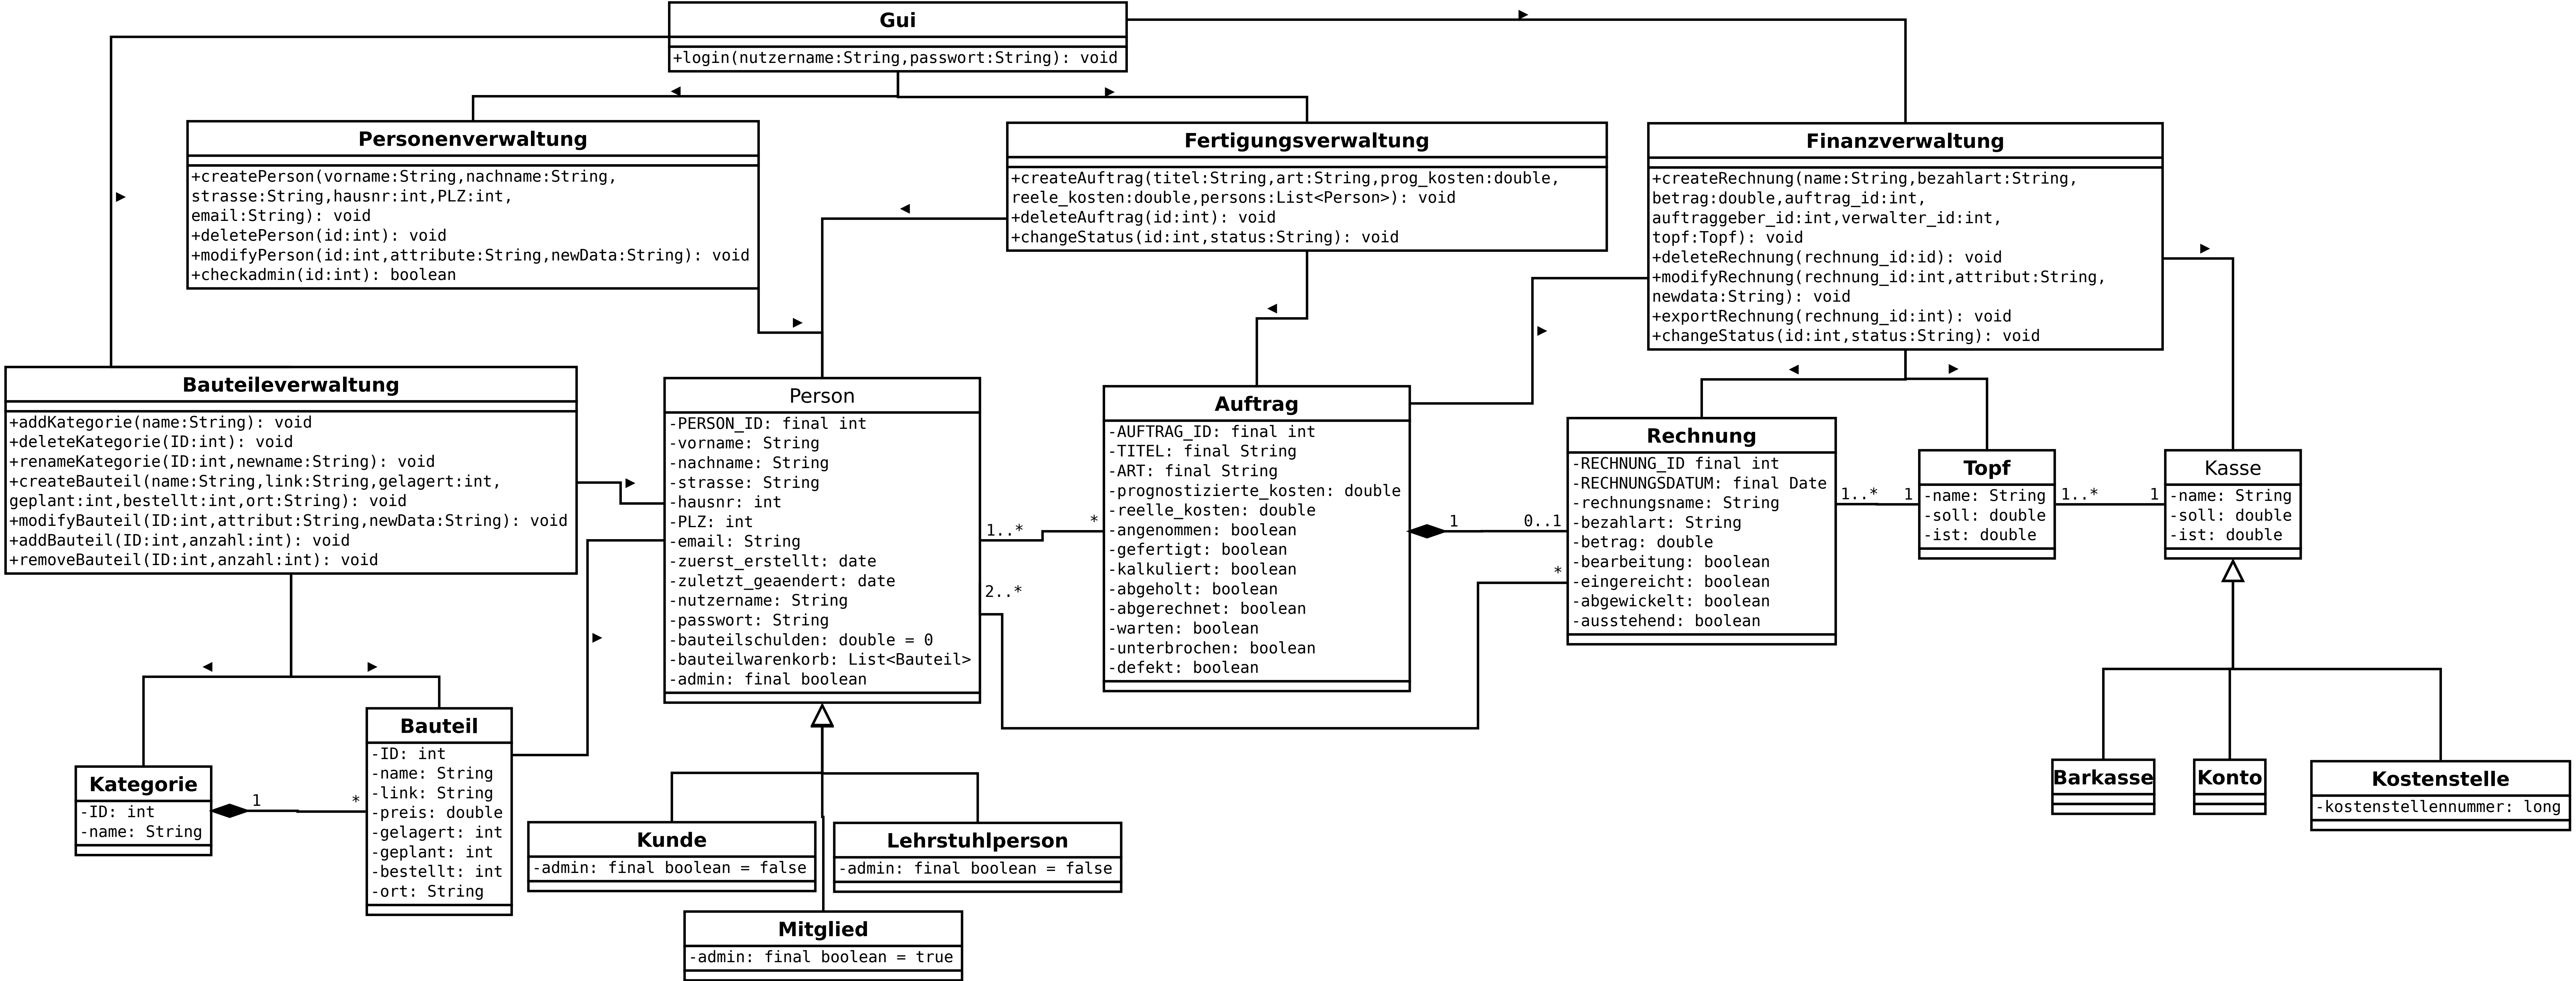 Gui
+login(nutzername:String,passwort:String): void
Personenverwaltung
+createPerson(vorname:String,nachname:String,
strasse:String,hausnr:int,PLZ:int,
email:String): void
+deletePerson(id:int): void
+modifyPerson(id:int,attribute:String,newData:String): void
+checkadmin(id:int): boolean
Fertigungsverwaltung
+createAuftrag(titel:String,art:String,prog_kosten:double,
reele_kosten:double,persons:List<Person>): void
+deleteAuftrag(id:int): void
+changeStatus(id:int,status:String): void
Finanzverwaltung
+createRechnung(name:String,bezahlart:String,
betrag:double,auftrag_id:int,
auftraggeber_id:int,verwalter_id:int,
topf:Topf): void
+deleteRechnung(rechnung_id:id): void
+modifyRechnung(rechnung_id:int,attribut:String,
newdata:String): void
+exportRechnung(rechnung_id:int): void
+changeStatus(id:int,status:String): void
Bauteileverwaltung
+addKategorie(name:String): void
+deleteKategorie(ID:int): void
+renameKategorie(ID:int,newname:String): void
+createBauteil(name:String,link:String,gelagert:int,
geplant:int,bestellt:int,ort:String): void
+modifyBauteil(ID:int,attribut:String,newData:String): void
+addBauteil(ID:int,anzahl:int): void
+removeBauteil(ID:int,anzahl:int): void
Person
-PERSON_ID: final int
-vorname: String
-nachname: String
-strasse: String
-hausnr: int
-PLZ: int
-email: String
-zuerst_erstellt: date
-zuletzt_geaendert: date
-nutzername: String
-passwort: String
-bauteilschulden: double = 0
-bauteilwarenkorb: List<Bauteil>
-admin: final boolean
1..*
*
2..*
*
Auftrag
-AUFTRAG_ID: final int
-TITEL: final String
-ART: final String
-prognostizierte_kosten: double
-reelle_kosten: double
-angenommen: boolean
-gefertigt: boolean
-kalkuliert: boolean
-abgeholt: boolean
-abgerechnet: boolean
-warten: boolean
-unterbrochen: boolean
-defekt: boolean
1
0..1
Rechnung
-RECHNUNG_ID final int
-RECHNUNGSDATUM: final Date
-rechnungsname: String
-bezahlart: String
-betrag: double
-bearbeitung: boolean
-eingereicht: boolean
-abgewickelt: boolean
-ausstehend: boolean
1..*
1
Topf
-name: String
-soll: double
-ist: double
1..*
1
Kasse
-name: String
-soll: double
-ist: double
Kategorie
-ID: int
-name: String
1
*
Bauteil
-ID: int
-name: String
-link: String
-preis: double
-gelagert: int
-geplant: int
-bestellt: int
-ort: String
Kunde
-admin: final boolean = false
Lehrstuhlperson
-admin: final boolean = false
Mitglied
-admin: final boolean = true
Barkasse
Konto
Kostenstelle
-kostenstellennummer: long